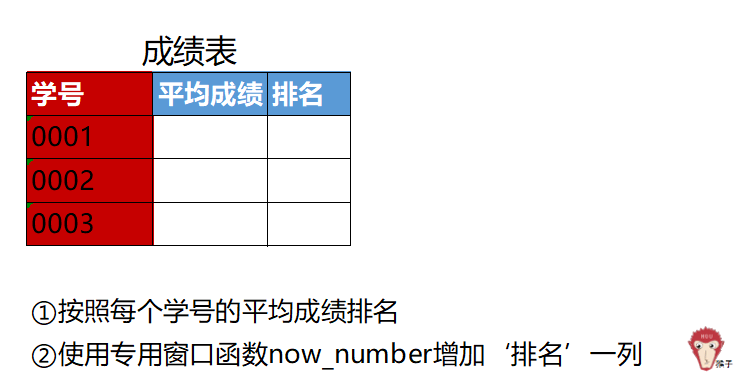 成绩表
学号 平均成绩 排名
0001
0002
0003
①按照每个学号的平均成绩排名
②使用专用窗口函数now_number增加‘排名’一列
猴子